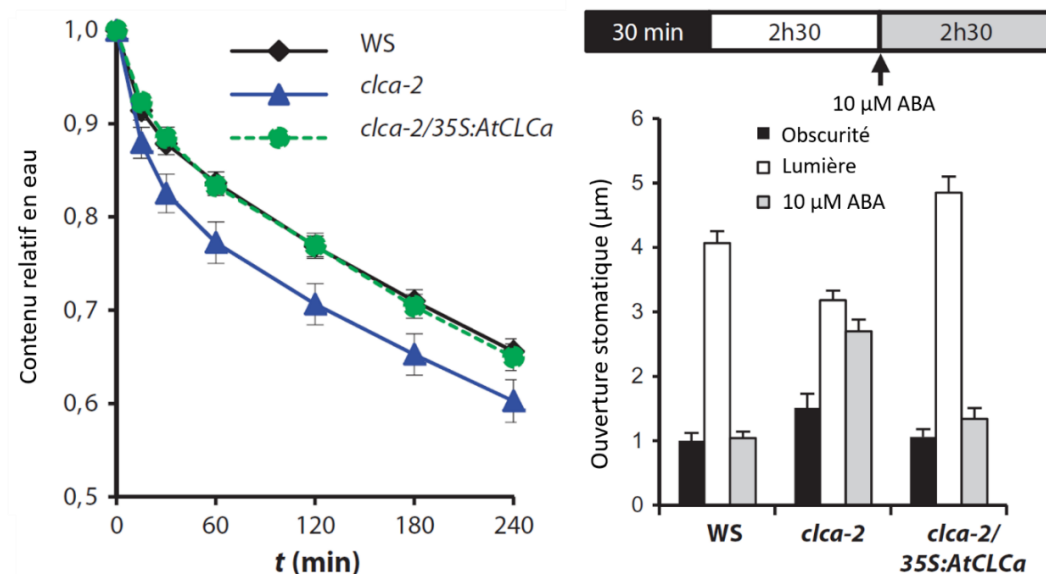 Contenu relatif en eau
1,0
0,9
0,8
0,7
0,6
0,5
0
60
120
180
240
t (min)
WS
clca-2
clca-2/35S:AtCLCa
30 min
2h30
2h30
10 µM ABA
Ouverture stomatique (µm)
6
5
4
3
2
1
0
Obscurité
Lumière
10 µM ABA
WS
clca-2
clca-2/
35S:AtCLCa